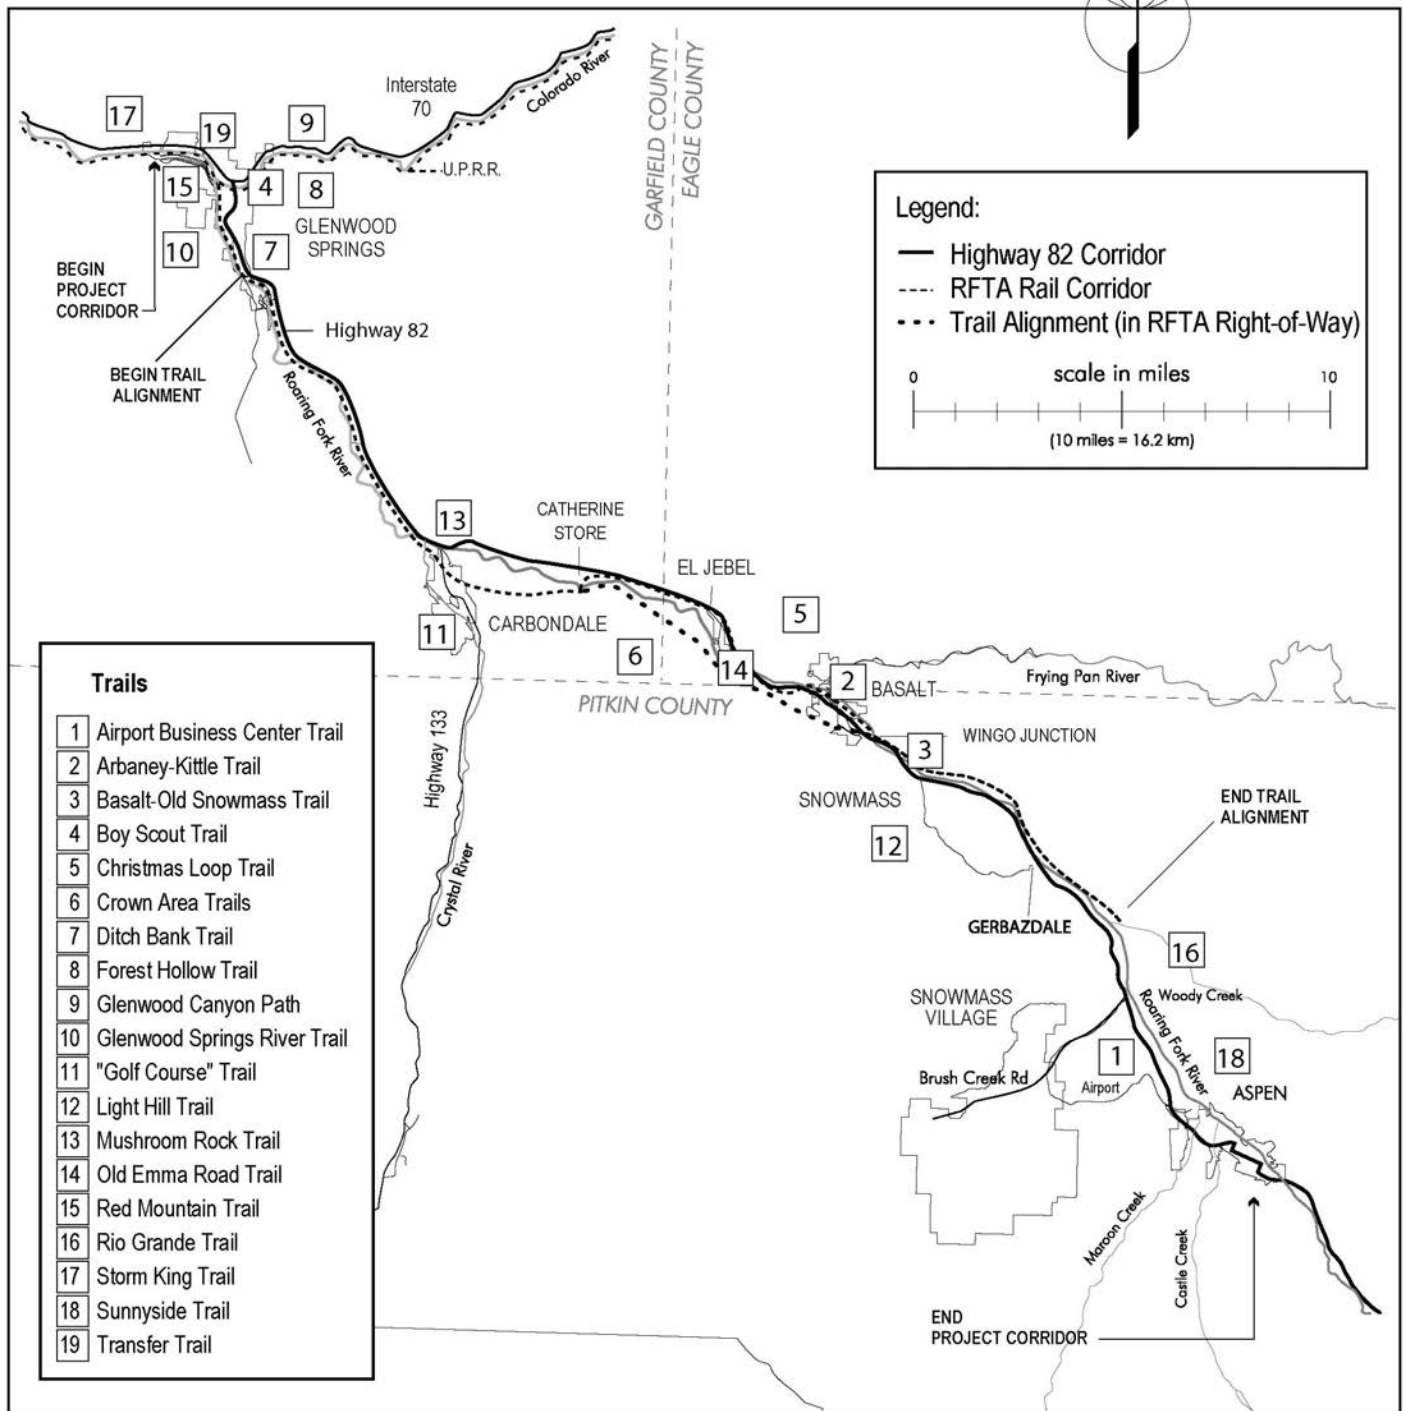 Interstate
70
Colorado River
GARFIELD COUNTY
EAGLE COUNTY
17
19
9
U.P.R.R.
15
4
8
GLENWOOD
SPRINGS
10
7
BEGIN
PROJECT
CORRIDOR
Highway 82
BEGIN TRAIL
ALIGNMENT
Roaring Fork River
Legend:
Highway 82 Corridor
RFTA Rail Corridor
Trail Alignment (in RFTA Right-of-Way)
0
scale in miles
10
(10 miles = 16.2 km)
13
CATHERINE
STORE
EL JEBEL
5
11
CARBONDALE
6
14
2
BASALT
Frying Pan River
PITKIN COUNTY
WINGO JUNCTION
3
SNOWMASS
12
END TRAIL
ALIGNMENT
Highway 133
Crystal River
GERBAZDALE
16
Woody Creek
SNOWMASS
VILLAGE
Roaring Fork River
1
18
Brush Creek Rd
Airport
ASPEN
Maroon Creek
Castle Creek
END
PROJECT CORRIDOR
Trails
1 Airport Business Center Trail
2 Arbaney-Kittle Trail
3 Basalt-Old Snowmass Trail
4 Boy Scout Trail
5 Christmas Loop Trail
6 Crown Area Trails
7 Ditch Bank Trail
8 Forest Hollow Trail
9 Glenwood Canyon Path
10 Glenwood Springs River Trail
11 "Golf Course" Trail
12 Light Hill Trail
13 Mushroom Rock Trail
14 Old Emma Road Trail
15 Red Mountain Trail
16 Rio Grande Trail
17 Storm King Trail
18 Sunnyside Trail
19 Transfer Trail